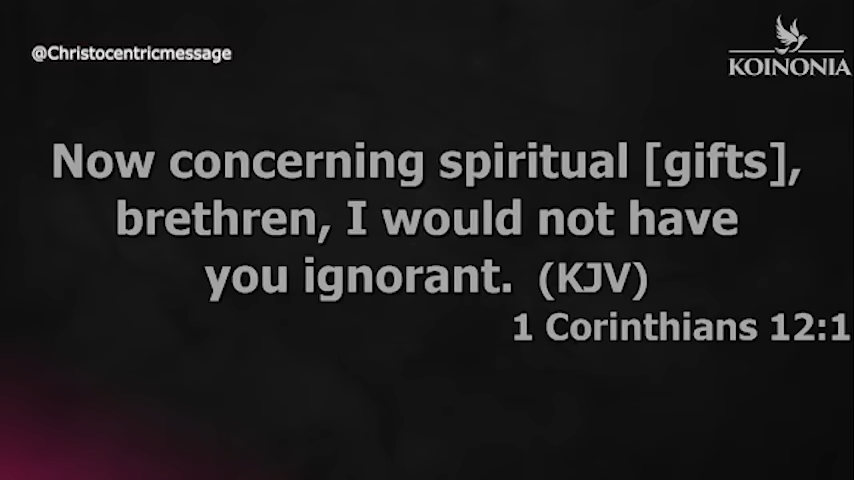 @Christocentricmessage
KOINONIA
Now concerning spiritual [gifts],
brethren, I would not have
you ignorant. (KJV)
1 Corinthians 12:1